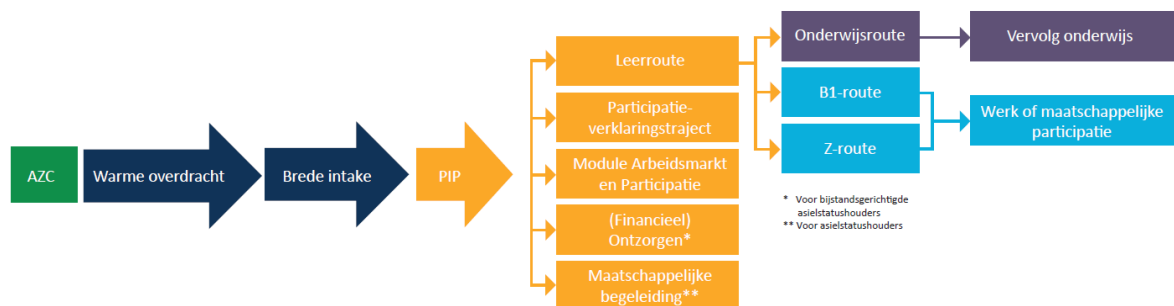 AZC
Warme overdracht
Brede intake
PIP
Leerroute
Participatie-
verklaringstraject
Module Arbeidsmarkt
en Participatie
(Financieel)
Ontzorgen*
Maatschappelijke
begeleiding**
Onderwijsroute
B1-route
Z-route
Vervolg onderwijs
Werk of maatschappelijke
participatie
* Voor bijstandsgerichtigde
asielstatushouders
** Voor asielstatushouders